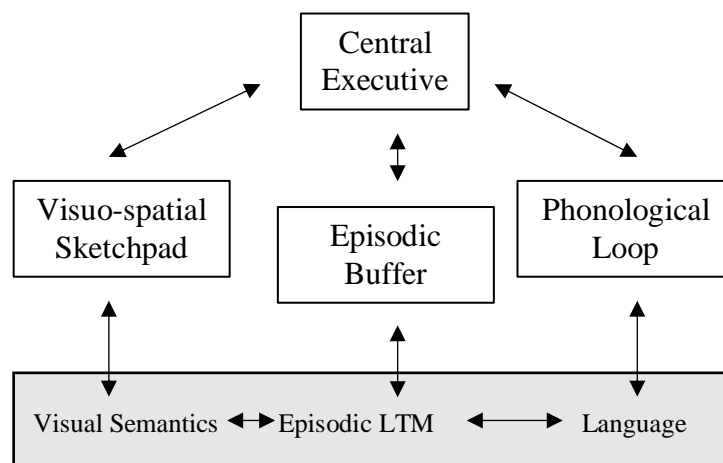 Central
Executive
Visuo-spatial
Sketchpad
Episodic
Buffer
Phonological
Loop
Visual Semantics
Episodic LTM
Language